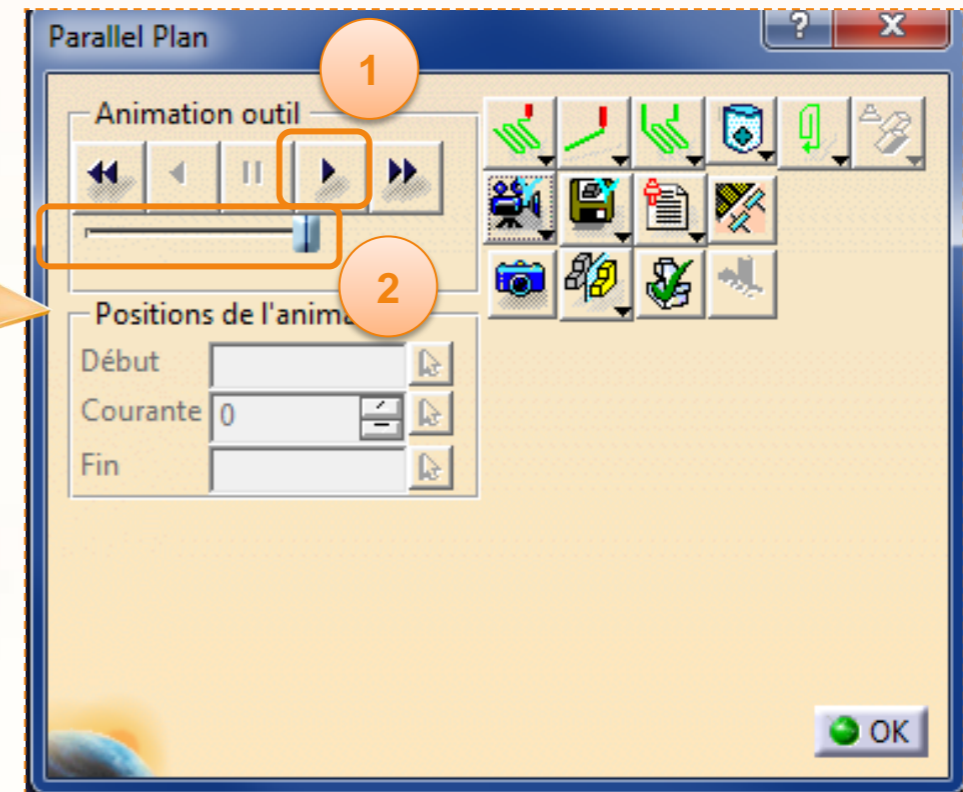 Parallel Plan
?
X
1
Animation outil
2
Positions de l'anima
Début
Courante
0
Fin
OK